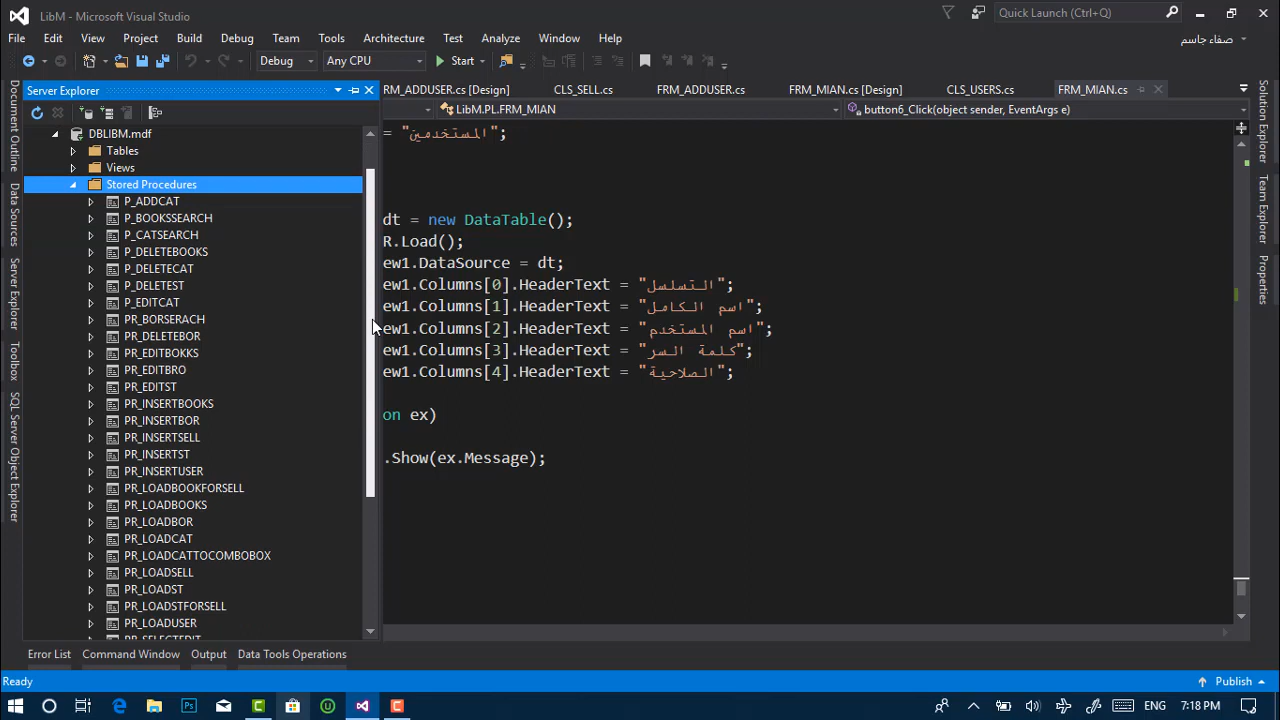 LibM - Microsoft Visual Studio
Quick Launch (Ctrl+Q)
File Edit View Project Build Debug Team Tools Architecture Test Analyze Window Help
صفاء جاسم
Debug Any CPU Start
Server Explorer
FRM_ADDUSER.cs [Design] CLS_SELL.cs FRM_ADDUSER.cs FRM_MIAN.cs [Design] CLS_USERS.cs FRM_MIAN.cs
LibM.PL.FRM_MIAN button6_Click(object sender, EventArgs e)
Document Outline
Data Sources
Server Explorer
Toolbox
SQL Server Object Explorer
DBLIBM.mdf
Tables
Views
Stored Procedures
P_ADDCAT
P_BOOKSSEARCH
P_CATSEARCH
P_DELETEBOOKS
P_DELETECAT
P_DELETEST
P_EDITCAT
PR_BORSERACH
PR_DELETEBOR
PR_EDITBOKKS
PR_EDITBRO
PR_EDITST
PR_INSERTBOOKS
PR_INSERTBOR
PR_INSERTSELL
PR_INSERTST
PR_INSERTUSER
PR_LOADBOOKFORSELL
PR_LOADBOOKS
PR_LOADBOR
PR_LOADCAT
PR_LOADCATTOCOMBOBOX
PR_LOADSELL
PR_LOADST
PR_LOADSTFORSELL
PR_LOADUSER
PR_SELECTEDIT
= "المستخدمين";
dt = new DataTable();
R.Load();
ew1.DataSource = dt;
ew1.Columns[0].HeaderText = "التسلسل";
ew1.Columns[1].HeaderText = "اسم الكامل";
ew1.Columns[2].HeaderText = "اسم المستخدم";
ew1.Columns[3].HeaderText = "كلمة السر";
ew1.Columns[4].HeaderText = "الصلاحية";
on ex)
.Show(ex.Message);
Solution Explorer
Team Explorer
Properties
Error List Command Window Output Data Tools Operations
Ready Publish
ENG 7:18 PM